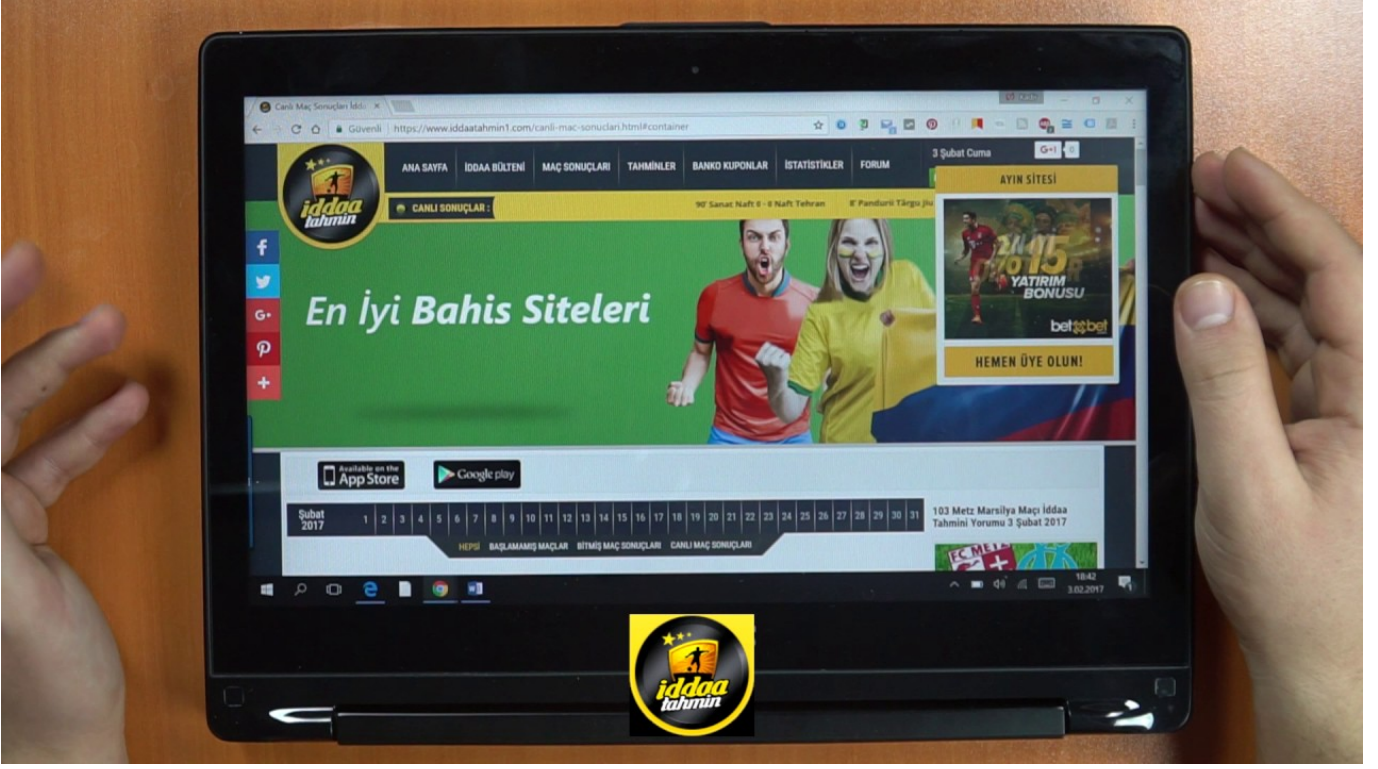 Canlı Maç Sonuçları İdda
Güvenli | https://www.iddaatahmin1.com/canli-mac-sonuclari.html#container
iddaa
tahmin
ANA SAYFA
İDDAA BÜLTENİ
MAÇ SONUÇLARI
TAHMİNLER
BANKO KUPONLAR
İSTATİSTİKLER
FORUM
3 Şubat Cuma
G+1 0
AYIN SİTESİ
CANLI SONUÇLAR :
90' Sanat Naft 0 - 0 Naft Tehran
8' Pandurii Târgu Jiu
En İyi Bahis Siteleri
15
YATIRIM
BONUSU
betboobet
HEMEN ÜYE OLUN!
f
G+
Available on the
App Store
Google play
Şubat
2017
1 2 3 4 5 6 7 8 9 10 11 12 13 14 15 16 17 18 19 20 21 22 23 24 25 26 27 28 29 30 31
HEPSİ
BAŞLAMAMIŞ MAÇLAR
BİTMİŞ MAÇ SONUÇLARI
CANLI MAÇ SONUÇLARI
103 Metz Marsilya Maçı İddaa
Tahmini Yorumu 3 Şubat 2017
FC METZ
18:42
3.02.2017
iddaa
tahmin